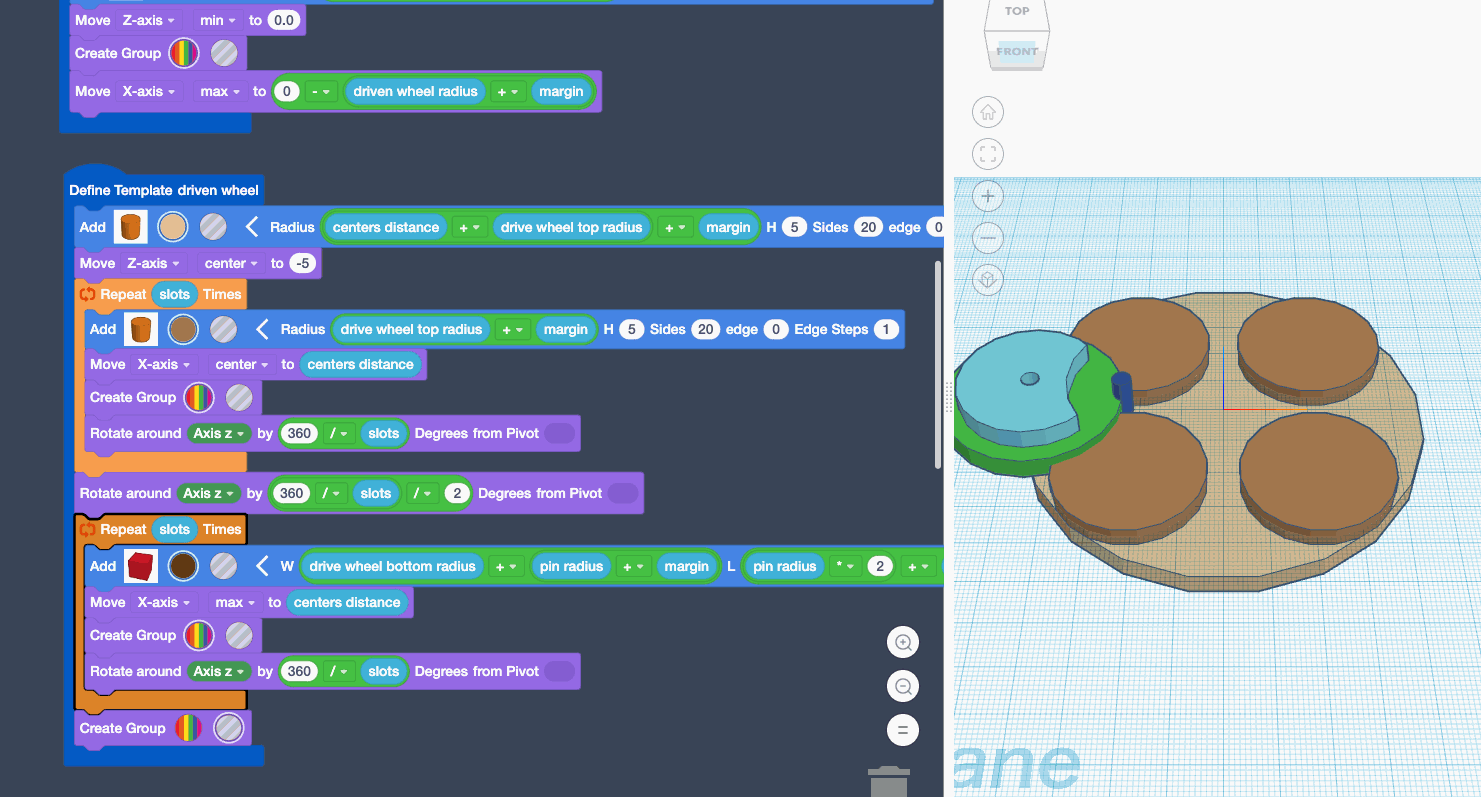 Move Z-axis min to 0.0
Create Group
Move X-axis max to 0 - driven wheel radius + margin
Define Template driven wheel
Add Radius centers distance + drive wheel top radius + margin H 5 Sides 20 edge 0
Move Z-axis center to -5
Repeat slots Times
Add Radius drive wheel top radius + margin H 5 Sides 20 edge 0 Edge Steps 1
Move X-axis center to centers distance
Create Group
Rotate around Axis z by 360 / slots Degrees from Pivot
Rotate around Axis z by 360 / slots / 2 Degrees from Pivot
Repeat slots Times
Add W drive wheel bottom radius + pin radius + margin L pin radius * 2 +
Move X-axis max to centers distance
Create Group
Rotate around Axis z by 360 / slots Degrees from Pivot
Create Group
TOP
FRONT
ane